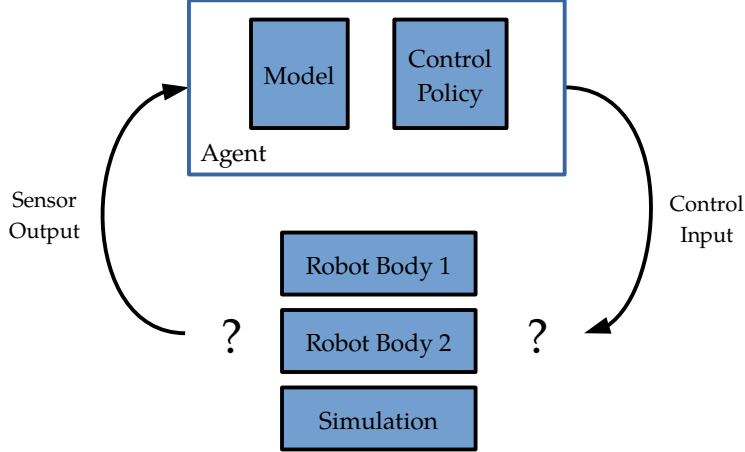 Model
Control
Policy
Agent
Sensor
Output
Control
Input
Robot Body 1
?
Robot Body 2
?
Simulation